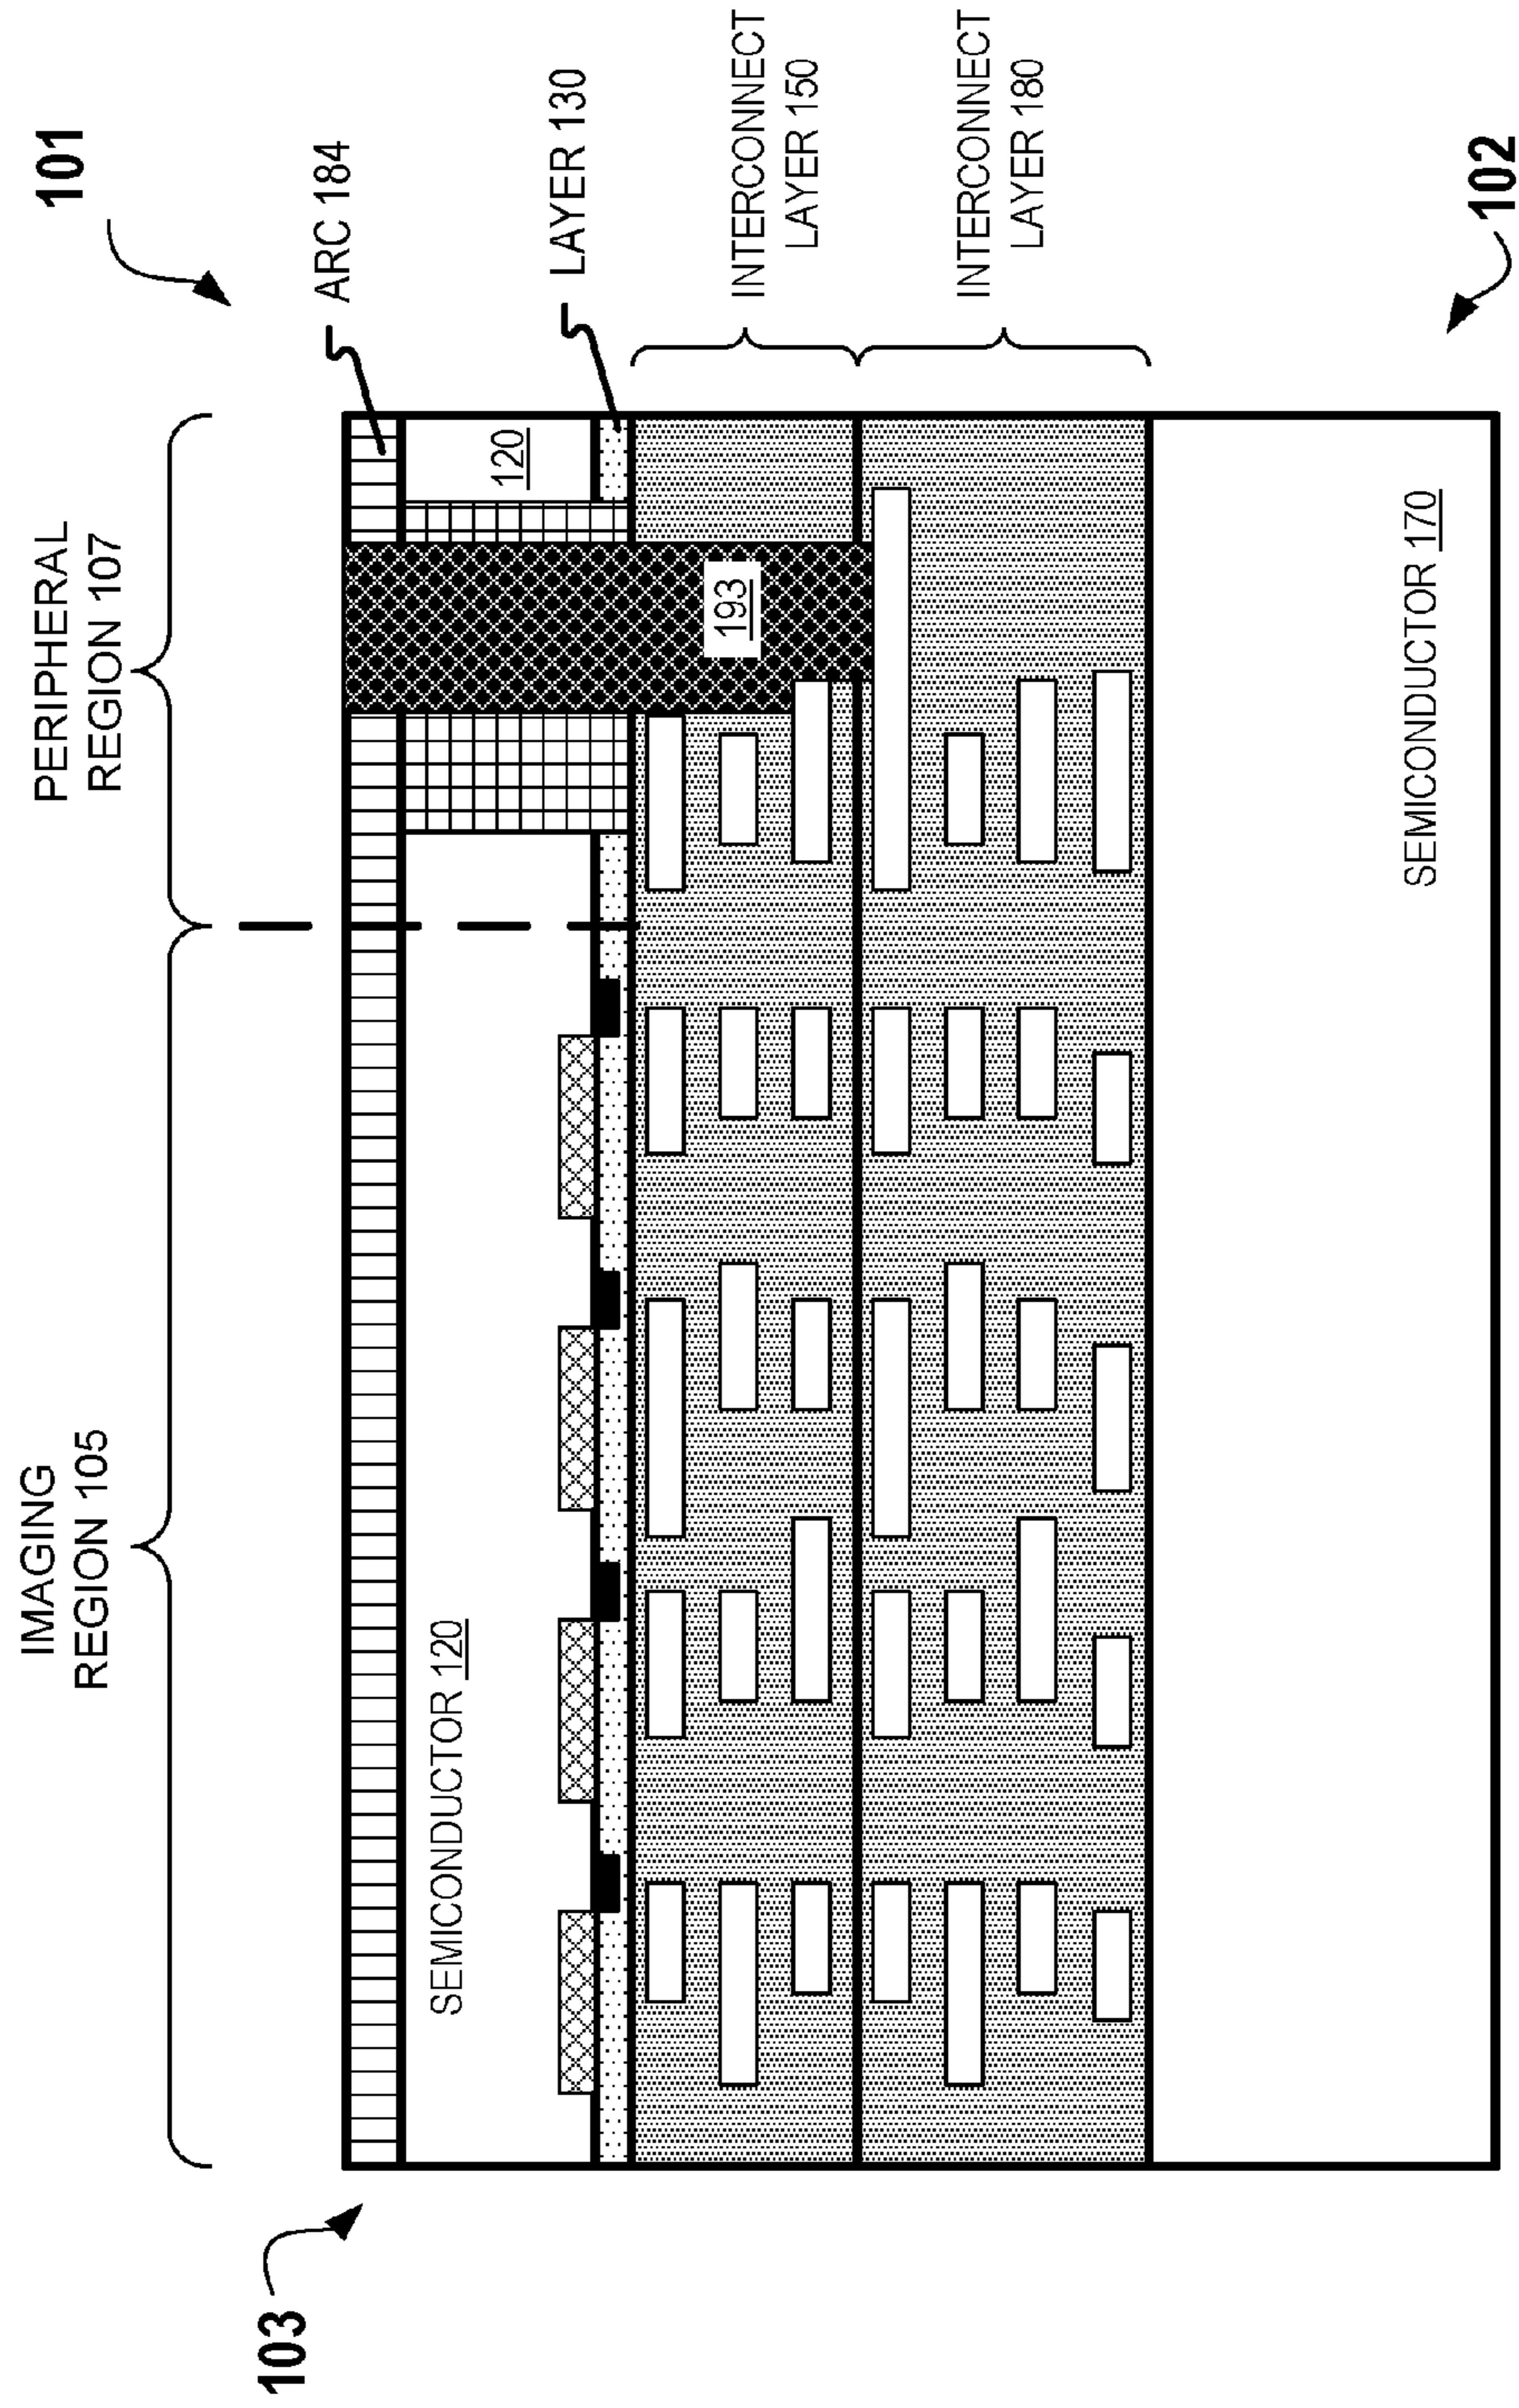 IMAGING
REGION 105
PERIPHERAL
REGION 107
101
103
ARC 184
SEMICONDUCTOR 120
120
LAYER 130
193
INTERCONNECT
LAYER 150
INTERCONNECT
LAYER 180
SEMICONDUCTOR 170
102